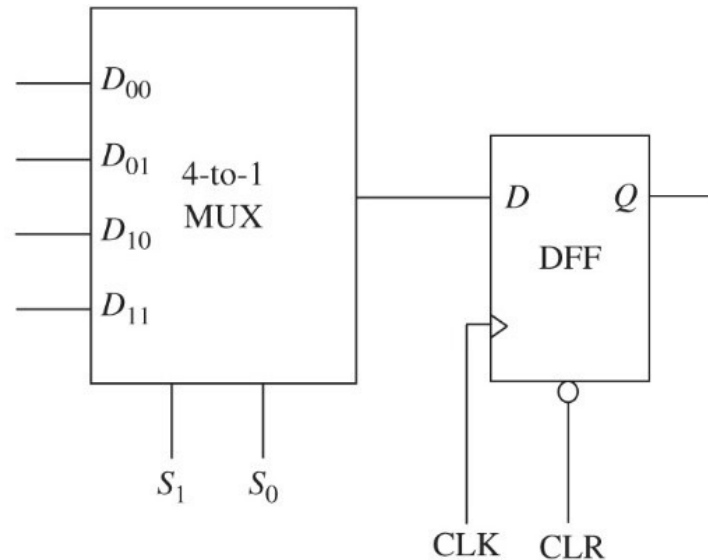 D₀₀
D₀₁
4-to-1
MUX
D₁₀
D₁₁
D Q
DFF
S₁ S₀
CLK CLR